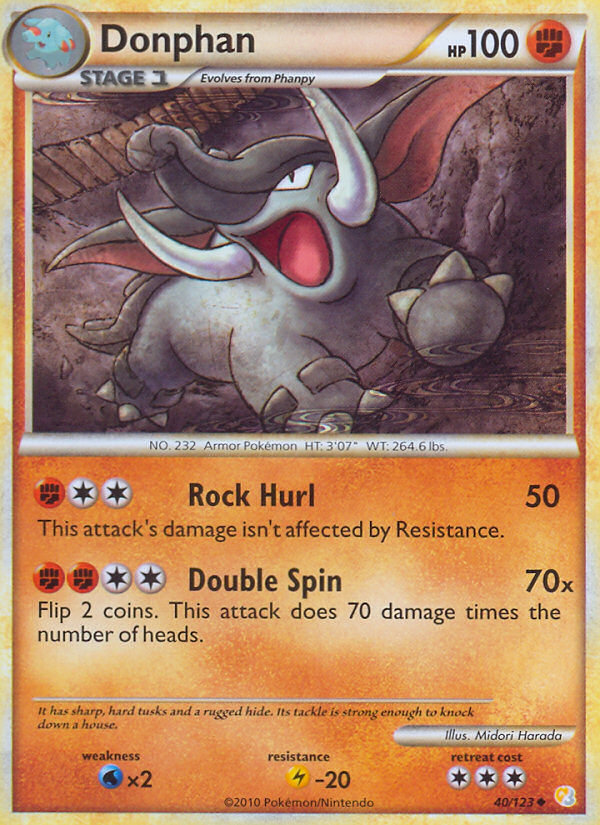 Donphan
HP100
STAGE 1
Evolves from Phanpy
NO. 232 Armor Pokémon HT: 3'07" WT: 264.6 lbs.
Rock Hurl 50
This attack's damage isn't affected by Resistance.
Double Spin 70x
Flip 2 coins. This attack does 70 damage times the
number of heads.
It has sharp, hard tusks and a rugged hide. Its tackle is strong enough to knock
down a house.
Illus. Midori Harada
weakness resistance retreat cost
x2 -20
©2010 Pokémon/Nintendo 40/123